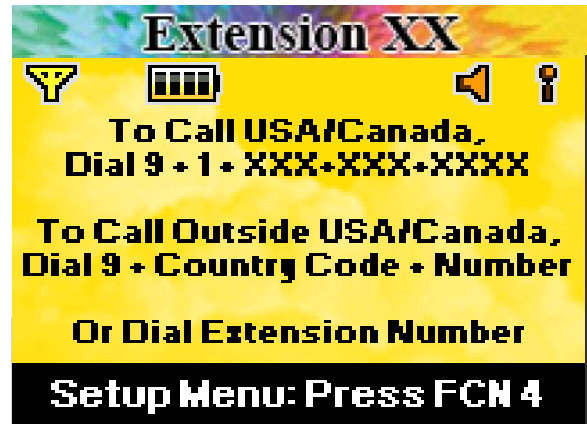 Extension XX
To Call USA/Canada,
Dial 9 + 1 + XXX+XXX+XXXX
To Call Outside USA/Canada,
Dial 9 + Country Code + Number
Or Dial Extension Number
Setup Menu: Press FCN 4